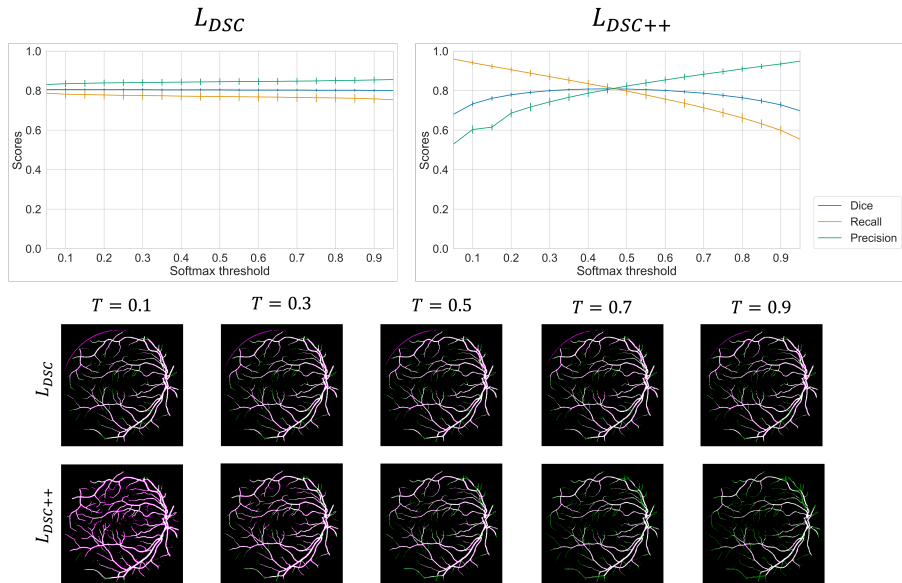 L_DSC
L_DSC++
1.0
0.8
0.6
0.4
0.2
0.0
Scores
0.1 0.2 0.3 0.4 0.5 0.6 0.7 0.8 0.9
Softmax threshold
1.0
0.8
0.6
0.4
0.2
0.0
Scores
0.1 0.2 0.3 0.4 0.5 0.6 0.7 0.8 0.9
Softmax threshold
Dice
Recall
Precision
T = 0.1
T = 0.3
T = 0.5
T = 0.7
T = 0.9
L_DSC
L_DSC++